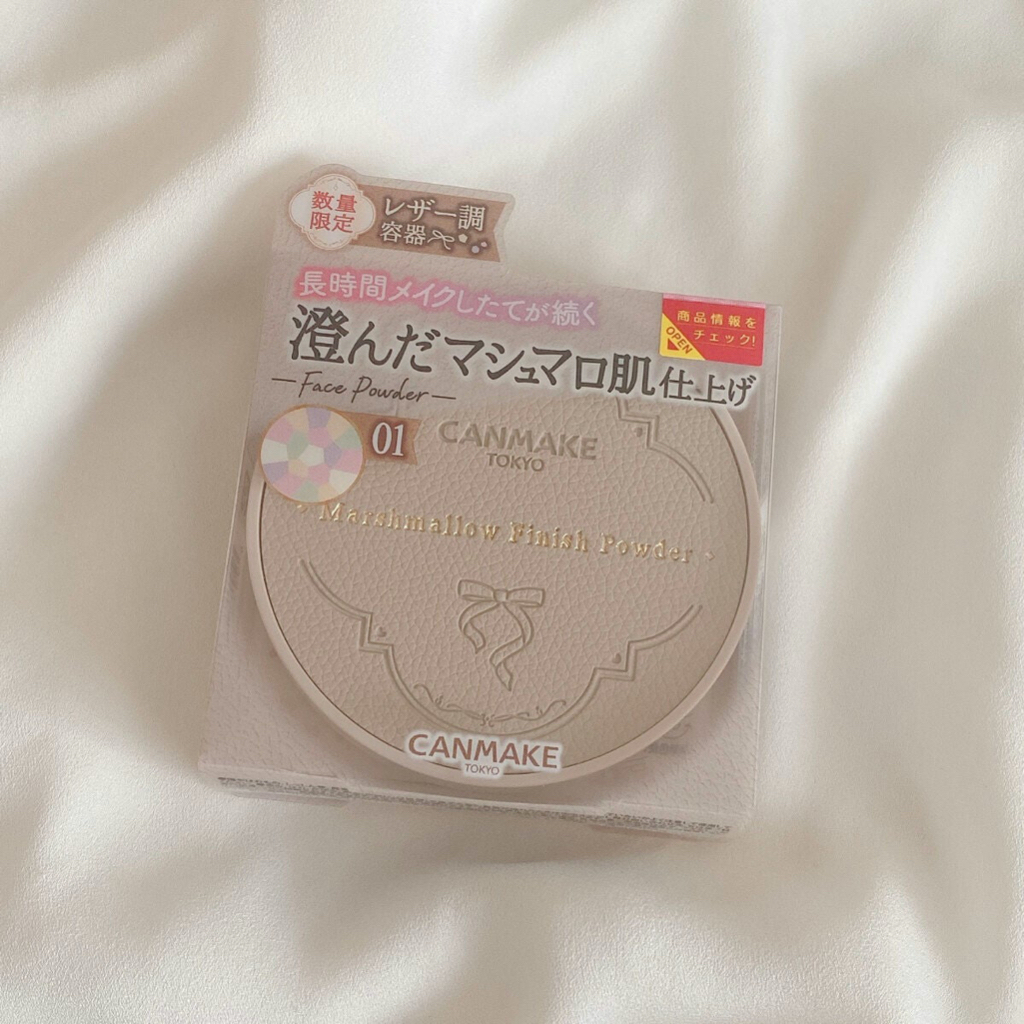 数量
限定
レザー調
容器
長時間メイクしたてが続く
商品情報を
チェック!
OPEN
澄んだマシュマロ肌仕上げ
Face Powder
01
CANMAKE
TOKYO
Marshmallow Finish Powder
CANMAKE
TOKYO